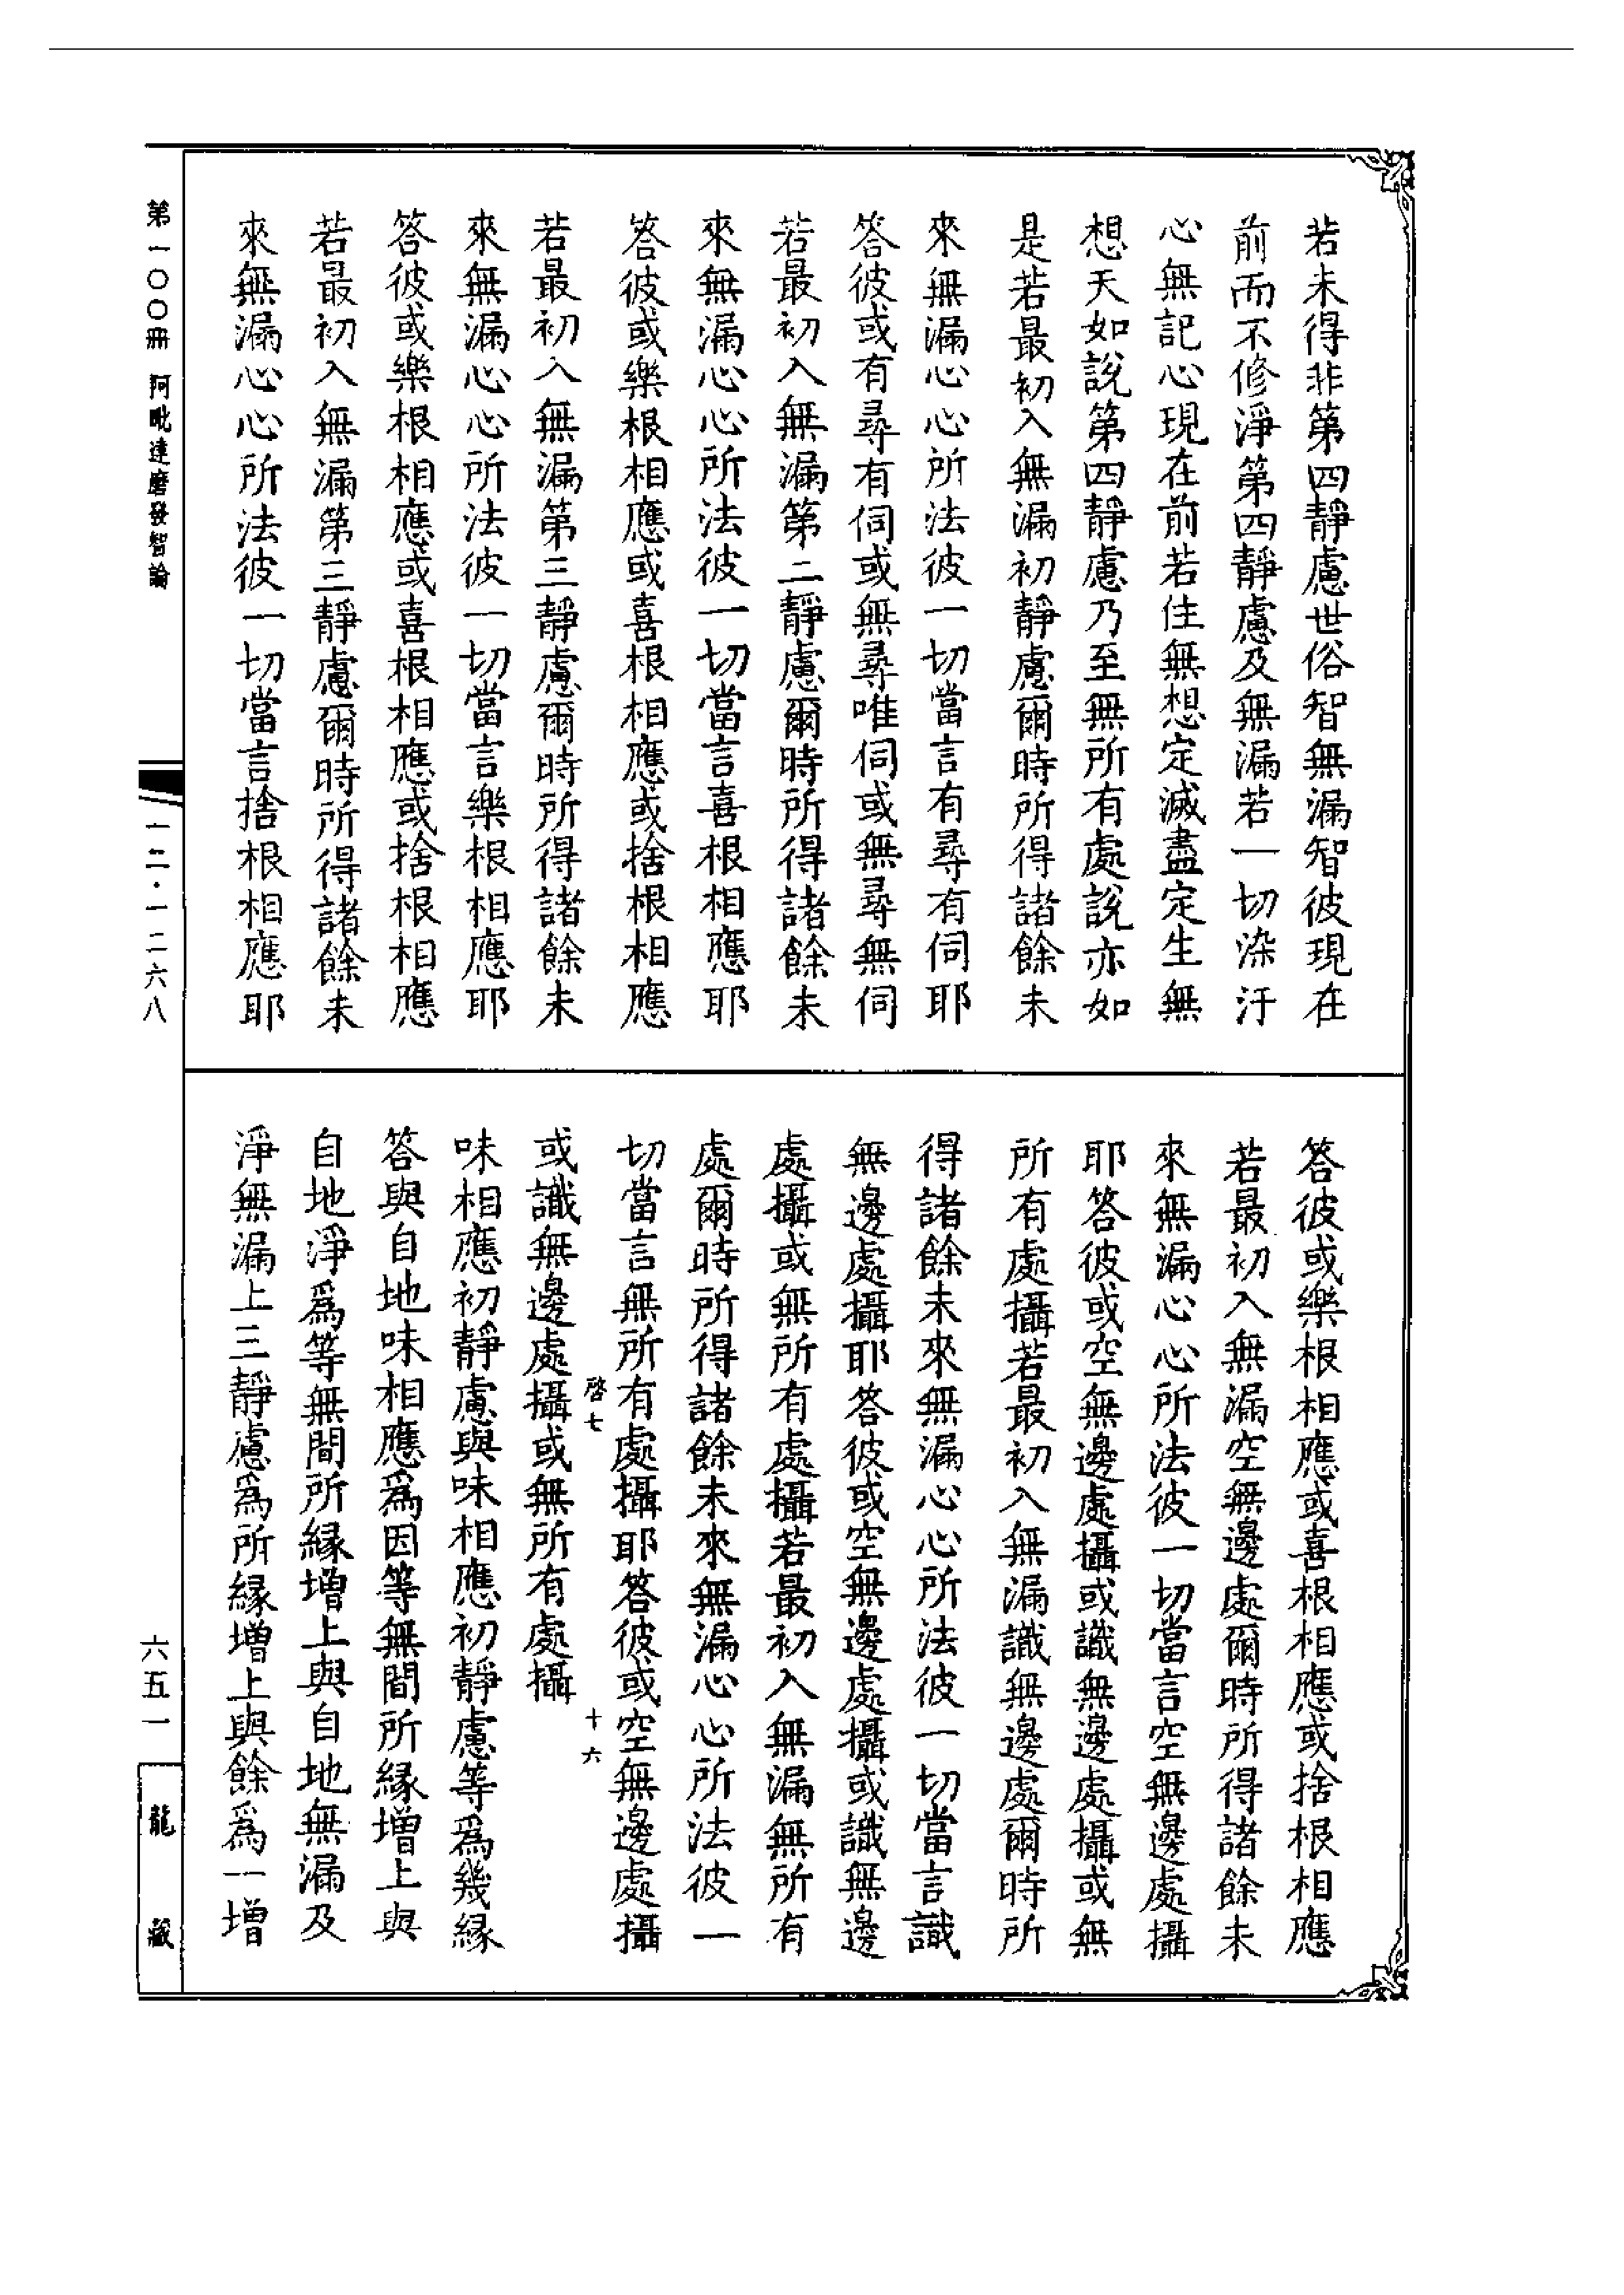 若未得非第四靜慮世俗智無漏智彼現在
前而不修淨第四靜慮及無漏若一切染汙
心無記心現在前若住無想定滅盡定生無
想天如說第四靜慮乃至無所有處說亦如
是若最初入無漏初靜慮爾時所得諸餘未
來無漏心心所法彼一切當言有尋有伺耶
答彼或有尋有伺或無尋唯伺或無尋無伺
若最初入無漏第二靜慮爾時所得諸餘未
來無漏心心所法彼一切當言喜根相應耶
答彼或樂根相應或喜根相應或捨根相應
若最初入無漏第三靜慮爾時所得諸餘未
來無漏心心所法彼一切當言樂根相應耶
答彼或樂根相應或喜根相應或捨根相應
若最初入無漏第三靜慮爾時所得諸餘未
來無漏心心所法彼一切當言捨根相應耶
答彼或樂根相應或喜根相應或捨根相應
若最初入無漏空無邊處爾時所得諸餘未
來無漏心心所法彼一切當言空無邊處攝
耶答彼或空無邊處攝或識無邊處攝或無
所有處攝若最初入無漏識無邊處爾時所
得諸餘未來無漏心心所法彼一切當言識
無邊處攝耶答彼或空無邊處攝或識無邊
處攝或無所有處攝若最初入無漏無所有
處爾時所得諸餘未來無漏心心所法彼一
切當言無所有處攝耶答彼或空無邊處攝
啓七 十六
或識無邊處攝或無所有處攝
味相應初靜慮與味相應初靜慮等爲幾緣
答與自地味相應爲因等無間所緣增上與
自地淨爲等無間所緣增上與自地無漏及
淨無漏上三靜慮爲所緣增上與餘爲一增
第一〇〇冊 阿毗達磨發智論
一二·一二六八
六五一
龍藏